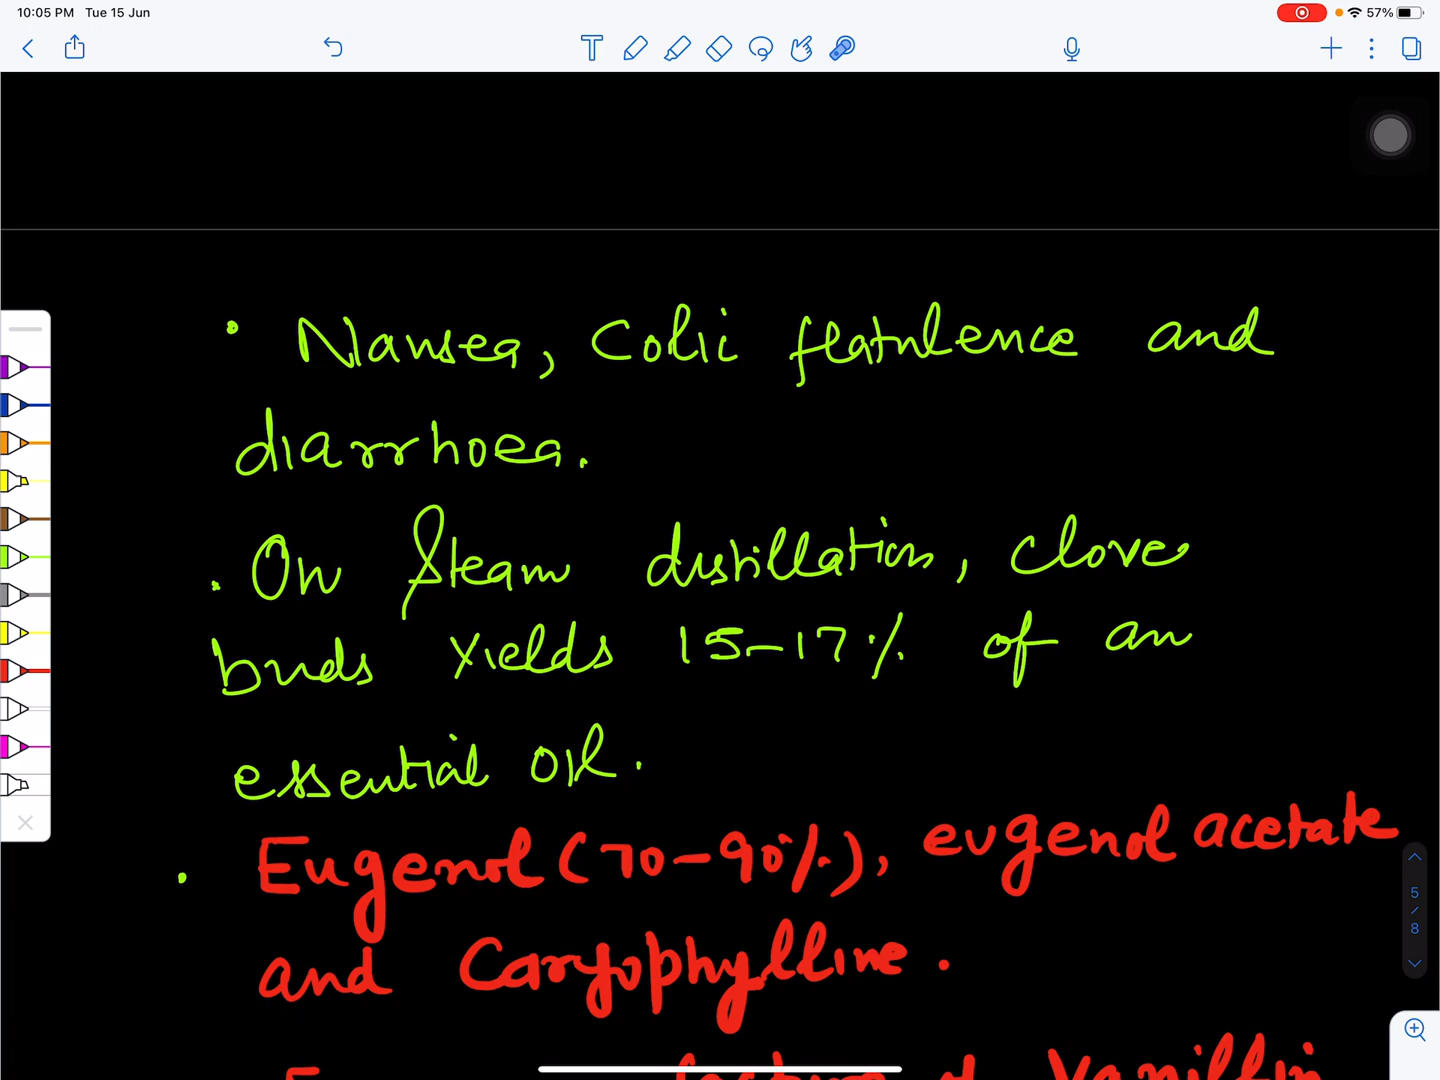 10:05 PM Tue 15 Jun
57%
• Nausea, Colic flatulence and
diarrhoea.
. On Steam distillation, clove
buds yields 15-17% of an
essential oil.
• Eugenol (70-90%), eugenol acetate
and Caryophylline.
vanillin
5
/
8